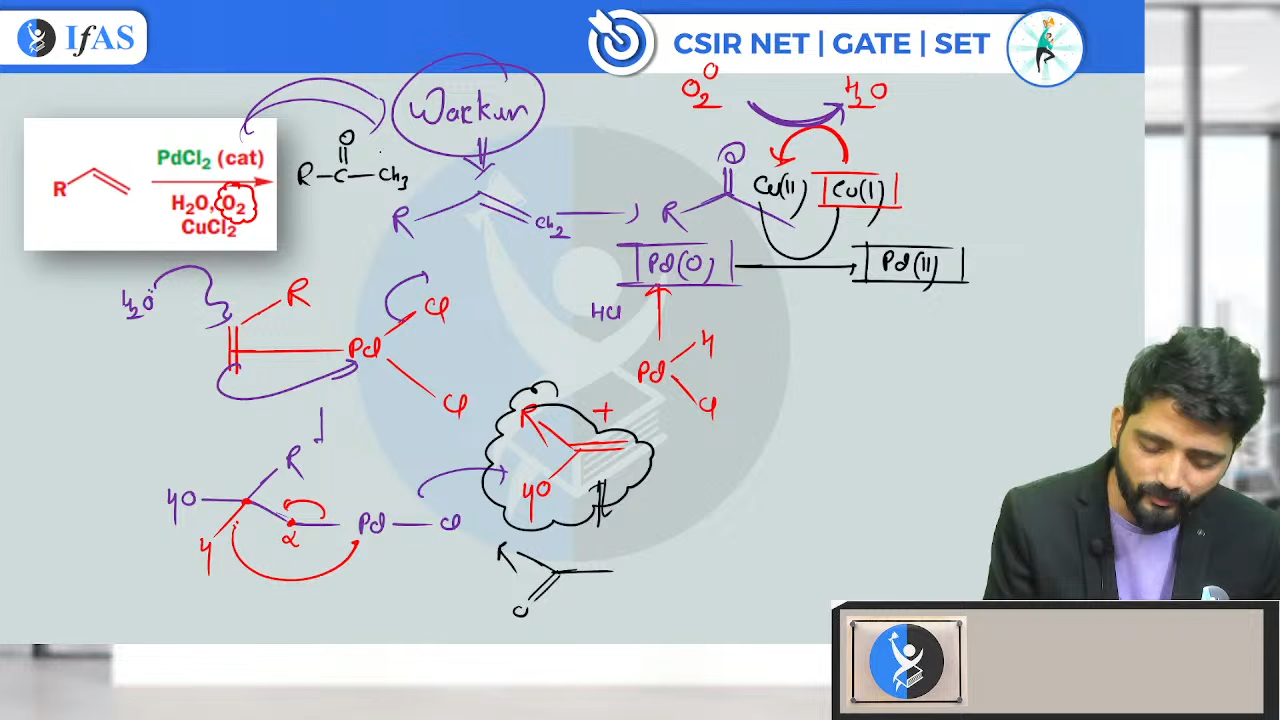 IfAS
CSIR NET | GATE | SET
Wackun
O2
H2O
PdCl2 (cat)
R
H2O, O2
CuCl2
O
R-C-CH3
R
CH2
O
R
Cu(II)
Cu(I)
Pd(0)
Pd(II)
HCl
H2O
R
Pd
Cl
Cl
Pd
H
Cl
R
+
HO
HO
R
H
α
Pd
Cl
R
O